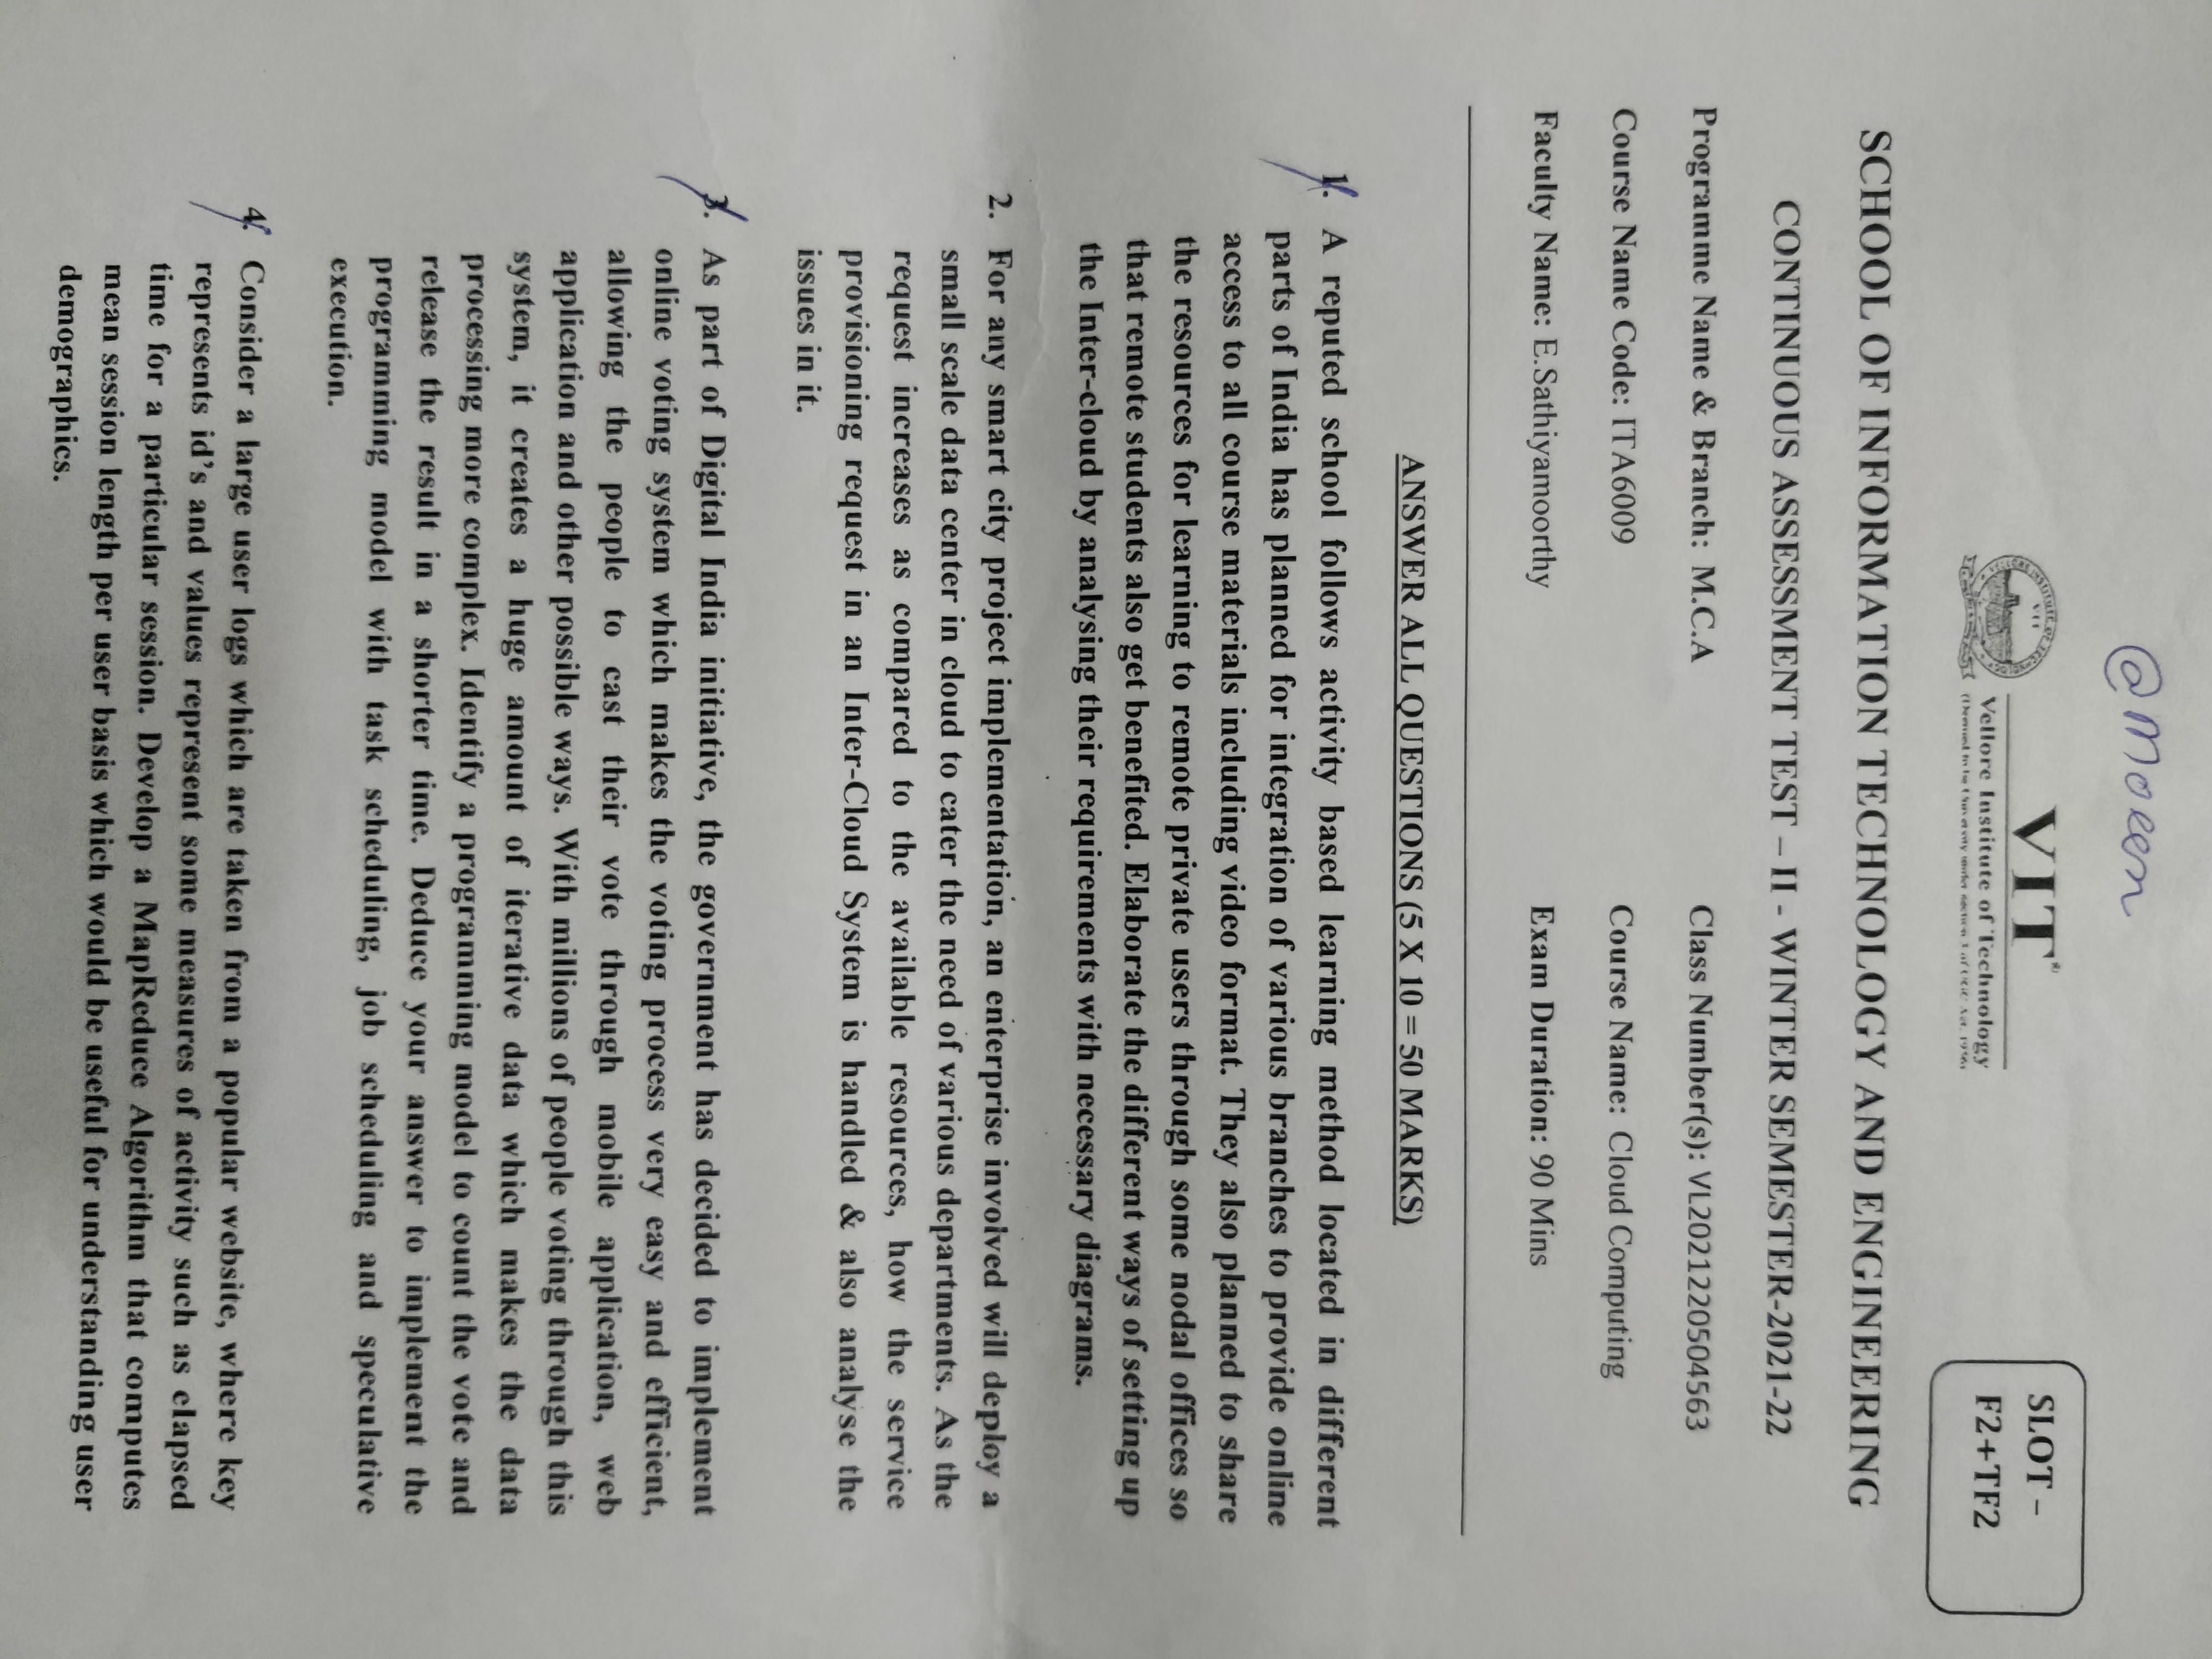 @moeen
VIT®
Vellore Institute of Technology
(Deemed to be University under section 3 of UGC Act, 1956)
SLOT –
F2+TF2
SCHOOL OF INFORMATION TECHNOLOGY AND ENGINEERING
CONTINUOUS ASSESSMENT TEST – II - WINTER SEMESTER-2021-22
Programme Name & Branch: M.C.A
Class Number(s): VL2021220504563
Course Name Code: ITA6009
Course Name: Cloud Computing
Faculty Name: E.Sathiyamoorthy
Exam Duration: 90 Mins
ANSWER ALL QUESTIONS (5 X 10 = 50 MARKS)
1. A reputed school follows activity based learning method located in different
parts of India has planned for integration of various branches to provide online
access to all course materials including video format. They also planned to share
the resources for learning to remote private users through some nodal offices so
that remote students also get benefited. Elaborate the different ways of setting up
the Inter-cloud by analysing their requirements with necessary diagrams.
2. For any smart city project implementation, an enterprise involved will deploy a
small scale data center in cloud to cater the need of various departments. As the
request increases as compared to the available resources, how the service
provisioning request in an Inter-Cloud System is handled & also analyse the
issues in it.
3. As part of Digital India initiative, the government has decided to implement
online voting system which makes the voting process very easy and efficient,
allowing the people to cast their vote through mobile application, web
application and other possible ways. With millions of people voting through this
system, it creates a huge amount of iterative data which makes the data
processing more complex. Identify a programming model to count the vote and
release the result in a shorter time. Deduce your answer to implement the
programming model with task scheduling, job scheduling and speculative
execution.
4. Consider a large user logs which are taken from a popular website, where key
represents id's and values represent some measures of activity such as elapsed
time for a particular session. Develop a MapReduce Algorithm that computes
mean session length per user basis which would be useful for understanding user
demographics.